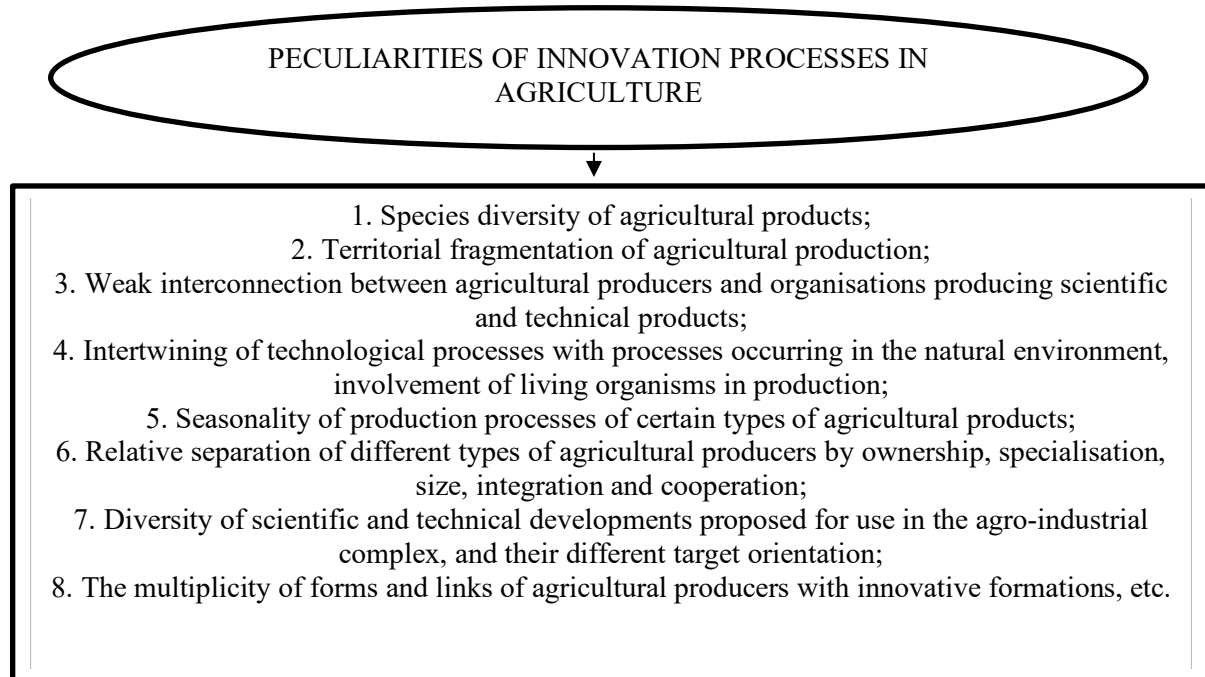 PECULIARITIES OF INNOVATION PROCESSES IN
AGRICULTURE
1. Species diversity of agricultural products;
2. Territorial fragmentation of agricultural production;
3. Weak interconnection between agricultural producers and organisations producing scientific
and technical products;
4. Intertwining of technological processes with processes occurring in the natural environment,
involvement of living organisms in production;
5. Seasonality of production processes of certain types of agricultural products;
6. Relative separation of different types of agricultural producers by ownership, specialisation,
size, integration and cooperation;
7. Diversity of scientific and technical developments proposed for use in the agro-industrial
complex, and their different target orientation;
8. The multiplicity of forms and links of agricultural producers with innovative formations, etc.